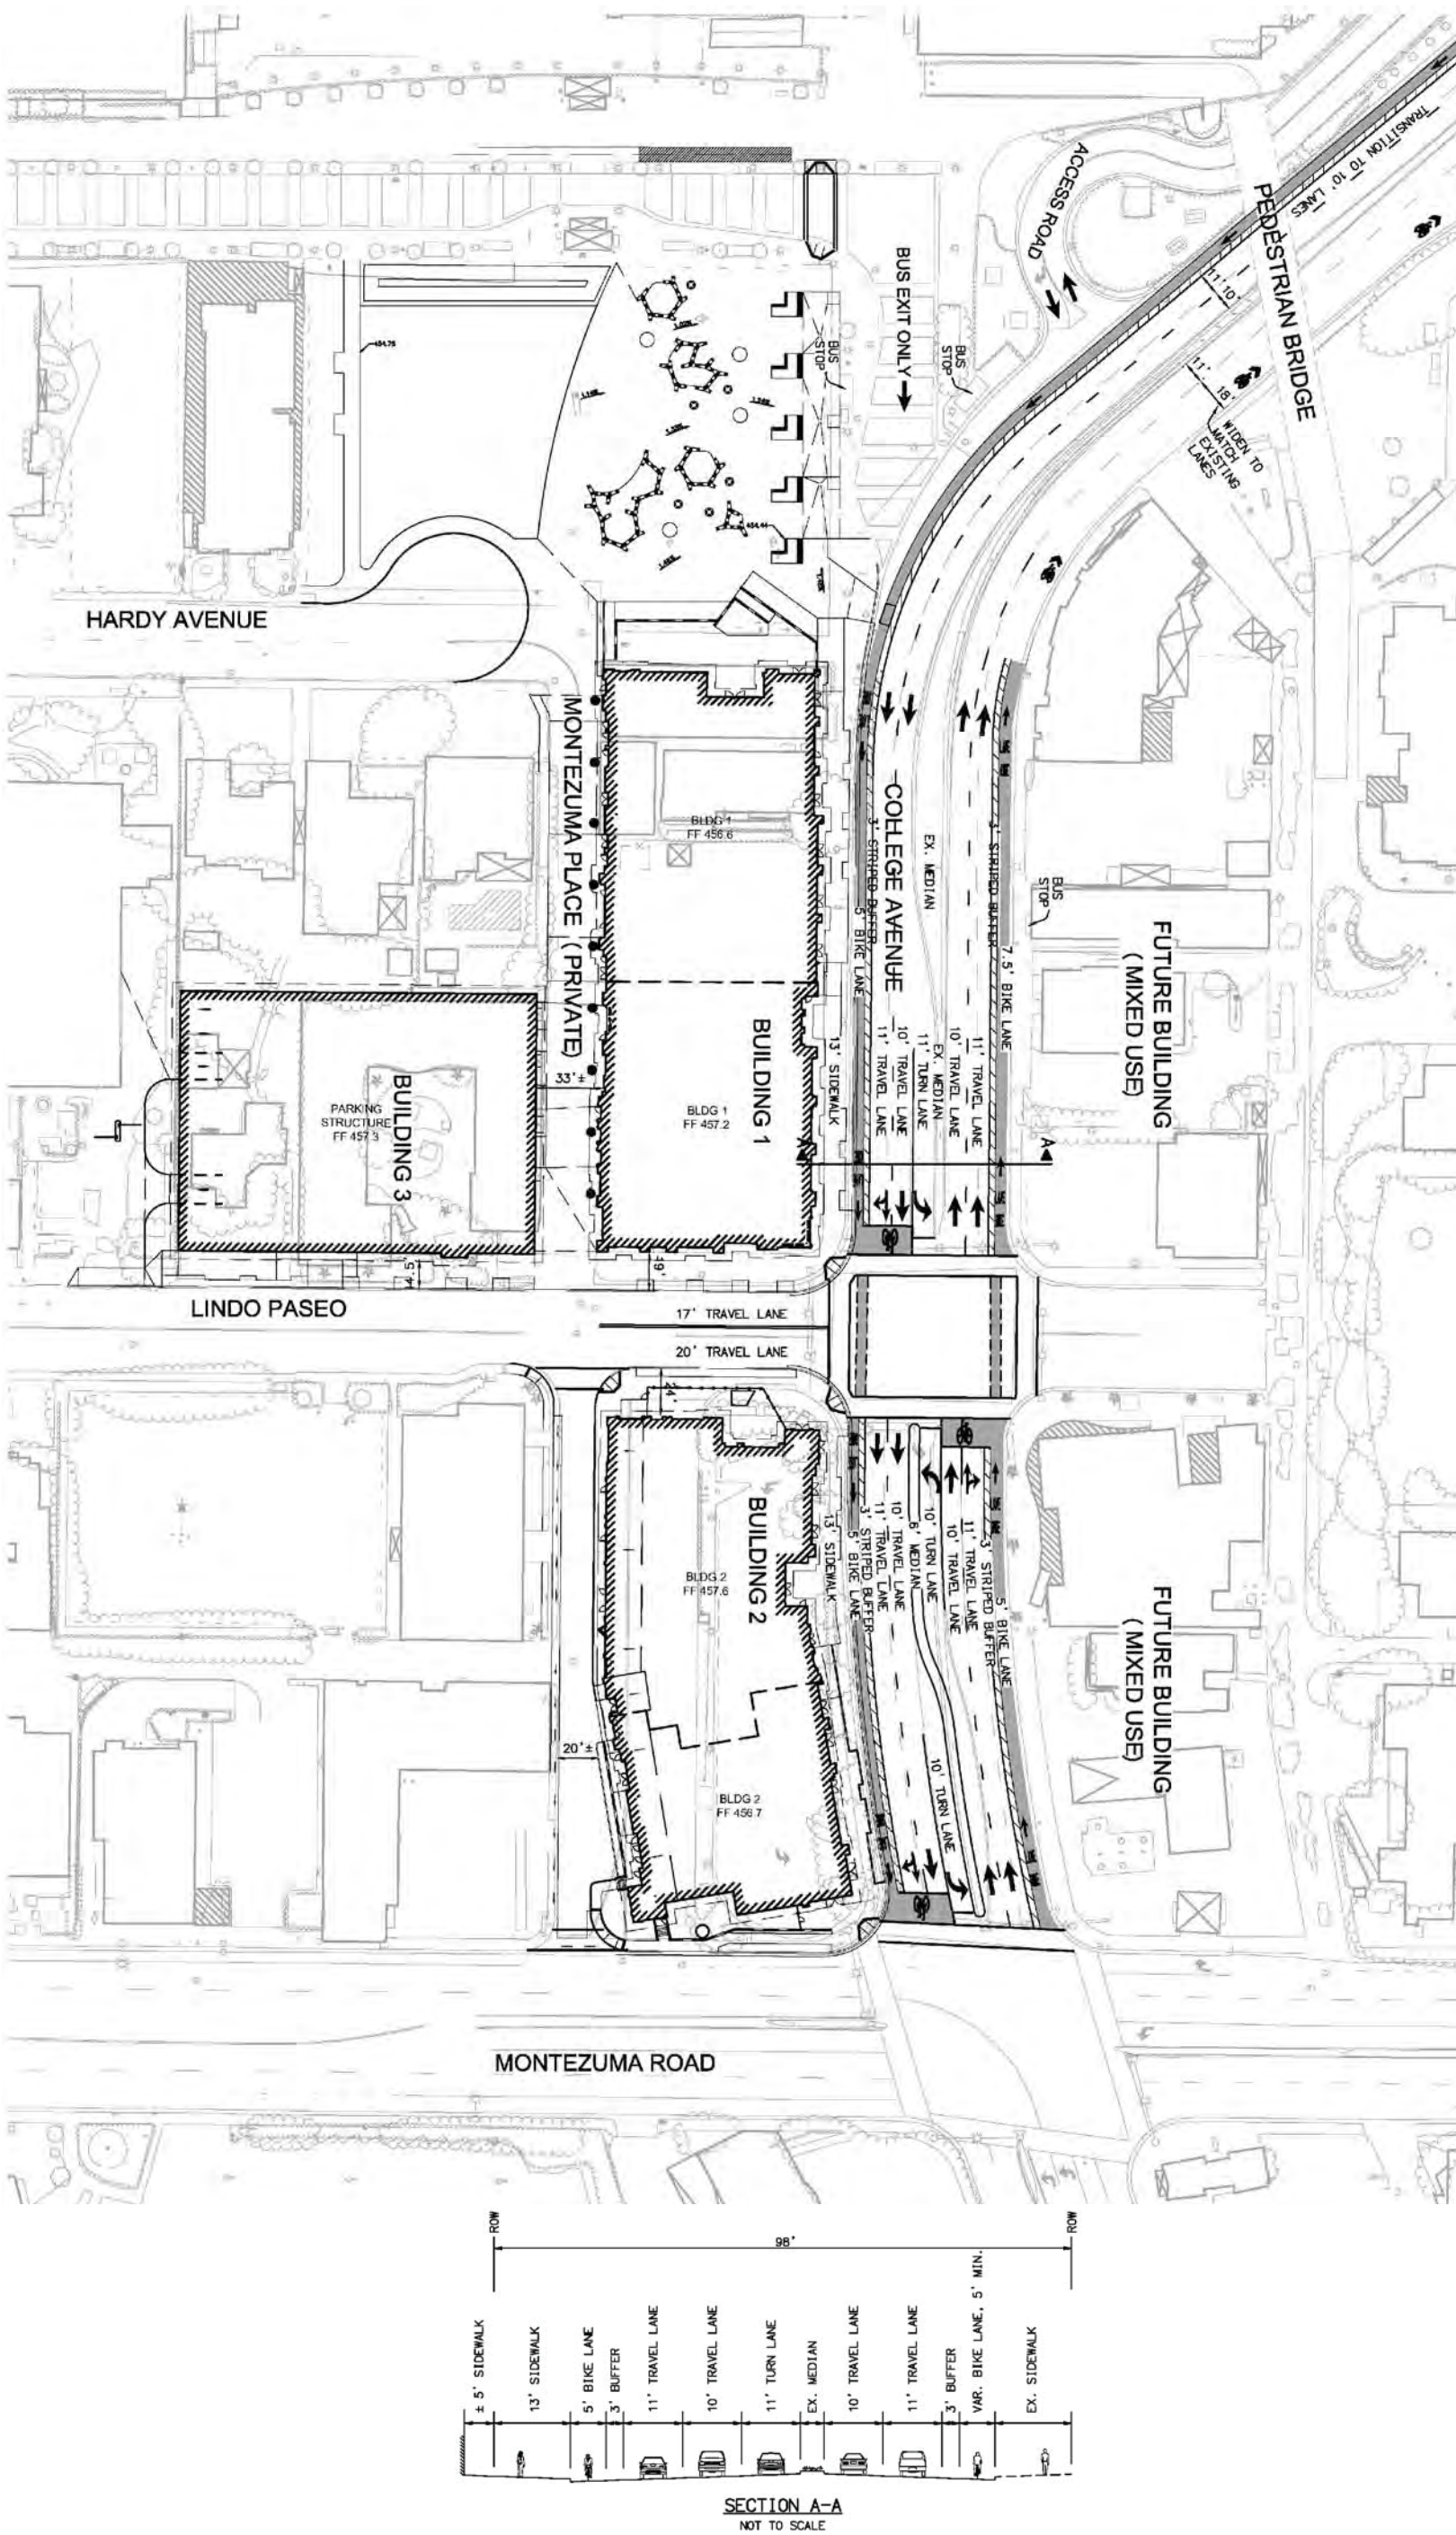 TRANSITION TO 10' LANES
PEDESTRIAN BRIDGE
ACCESS ROAD
11'
10'
BUS EXIT ONLY
BUS
STOP
BUS
STOP
11'
18'
WIDEN TO
MATCH
EXISTING
LANES
454.75
454.44
HARDY AVENUE
MONTEZUMA PLACE (PRIVATE)
COLLEGE AVENUE
EX. MEDIAN
3' STRIPED BUFFER
3' STRIPED BUFFER
5' BIKE LANE
7.5' BIKE LANE
BUS
STOP
BLDG 1
FF 456.6
FUTURE BUILDING
(MIXED USE)
BUILDING 1
BLDG 1
FF 457.2
13' SIDEWALK
11' TRAVEL LANE
10' TRAVEL LANE
11' TURN LANE
EX. MEDIAN
10' TRAVEL LANE
11' TRAVEL LANE
33'±
BUILDING 3
PARKING
STRUCTURE
FF 457.3
A
A
14.5'
LINDO PASEO
17' TRAVEL LANE
20' TRAVEL LANE
24'
BUILDING 2
BLDG 2
FF 457.6
13' SIDEWALK
5' BIKE LANE
3' STRIPED BUFFER
11' TRAVEL LANE
10' TRAVEL LANE
6' MEDIAN
10' TURN LANE
10' TRAVEL LANE
11' TRAVEL LANE
3' STRIPED BUFFER
5' BIKE LANE
FUTURE BUILDING
(MIXED USE)
20'±
BLDG 2
FF 456.7
10' TURN LANE
MONTEZUMA ROAD
ROW
98'
ROW
± 5' SIDEWALK
13' SIDEWALK
5' BIKE LANE
3' BUFFER
11' TRAVEL LANE
10' TRAVEL LANE
11' TURN LANE
EX. MEDIAN
10' TRAVEL LANE
11' TRAVEL LANE
3' BUFFER
VAR. BIKE LANE, 5' MIN.
EX. SIDEWALK
SECTION A-A
NOT TO SCALE